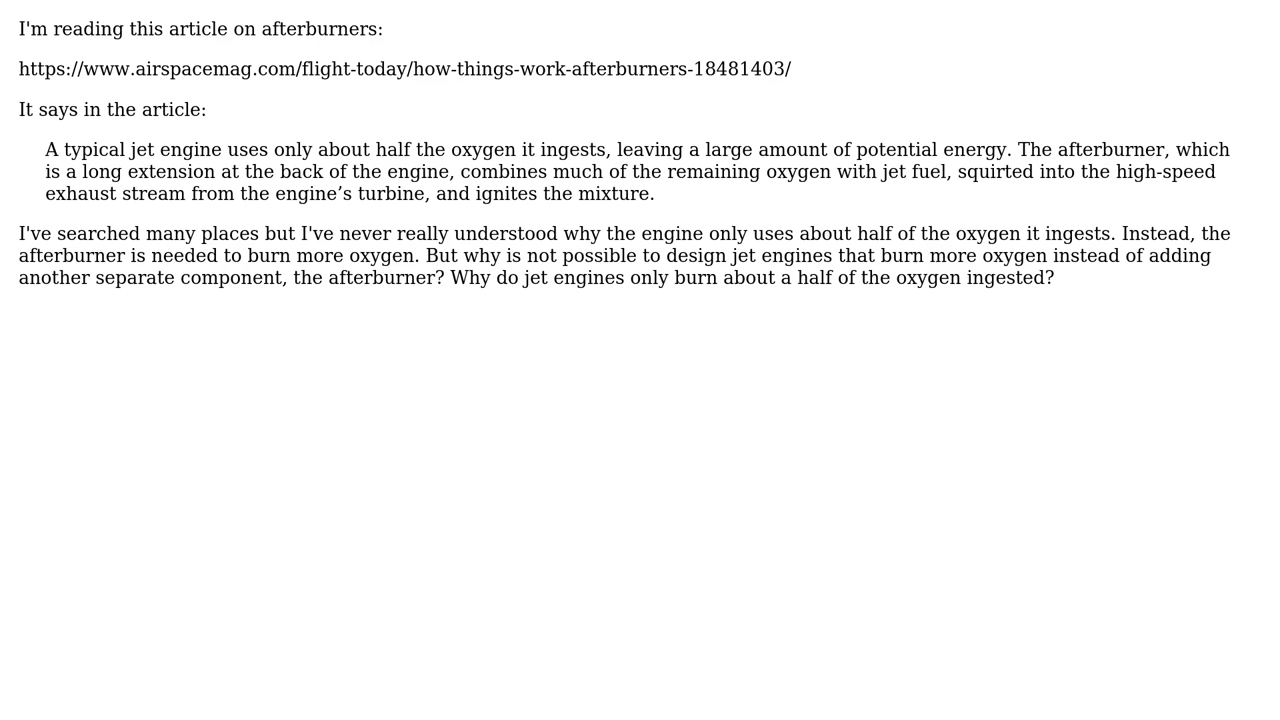 I'm reading this article on afterburners:
https://www.airspacemag.com/flight-today/how-things-work-afterburners-18481403/
It says in the article:
A typical jet engine uses only about half the oxygen it ingests, leaving a large amount of potential energy. The afterburner, which
is a long extension at the back of the engine, combines much of the remaining oxygen with jet fuel, squirted into the high-speed
exhaust stream from the engine’s turbine, and ignites the mixture.
I've searched many places but I've never really understood why the engine only uses about half of the oxygen it ingests. Instead, the
afterburner is needed to burn more oxygen. But why is not possible to design jet engines that burn more oxygen instead of adding
another separate component, the afterburner? Why do jet engines only burn about a half of the oxygen ingested?